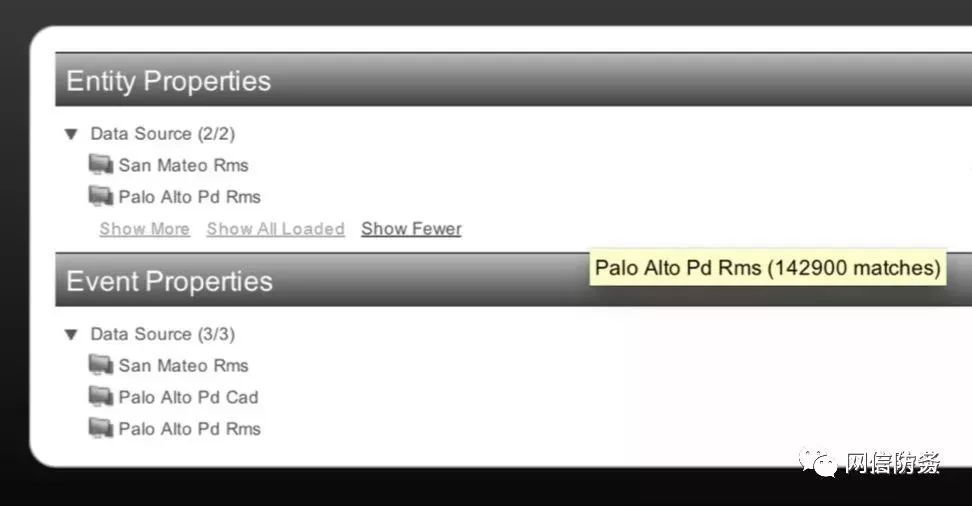 Entity Properties
Data Source (2/2)
San Mateo Rms
Palo Alto Pd Rms
Show More Show All Loaded Show Fewer
Palo Alto Pd Rms (142900 matches)
Event Properties
Data Source (3/3)
San Mateo Rms
Palo Alto Pd Cad
Palo Alto Pd Rms
网信防务